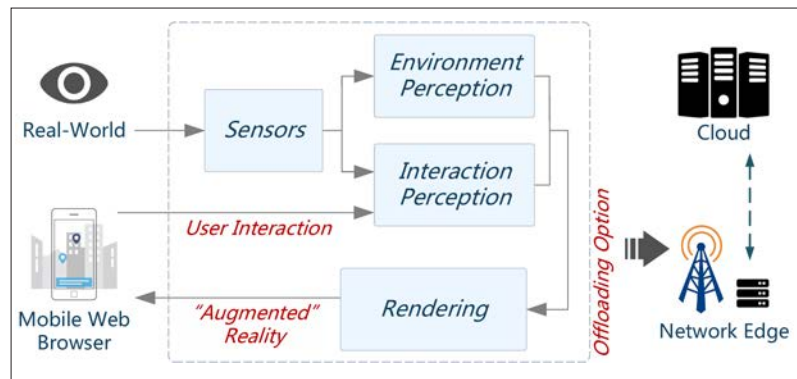 Real-World
Sensors
Environment
Perception
Interaction
Perception
User Interaction
Mobile Web
Browser
"Augmented"
Reality
Rendering
Offloading Option
Cloud
Network Edge